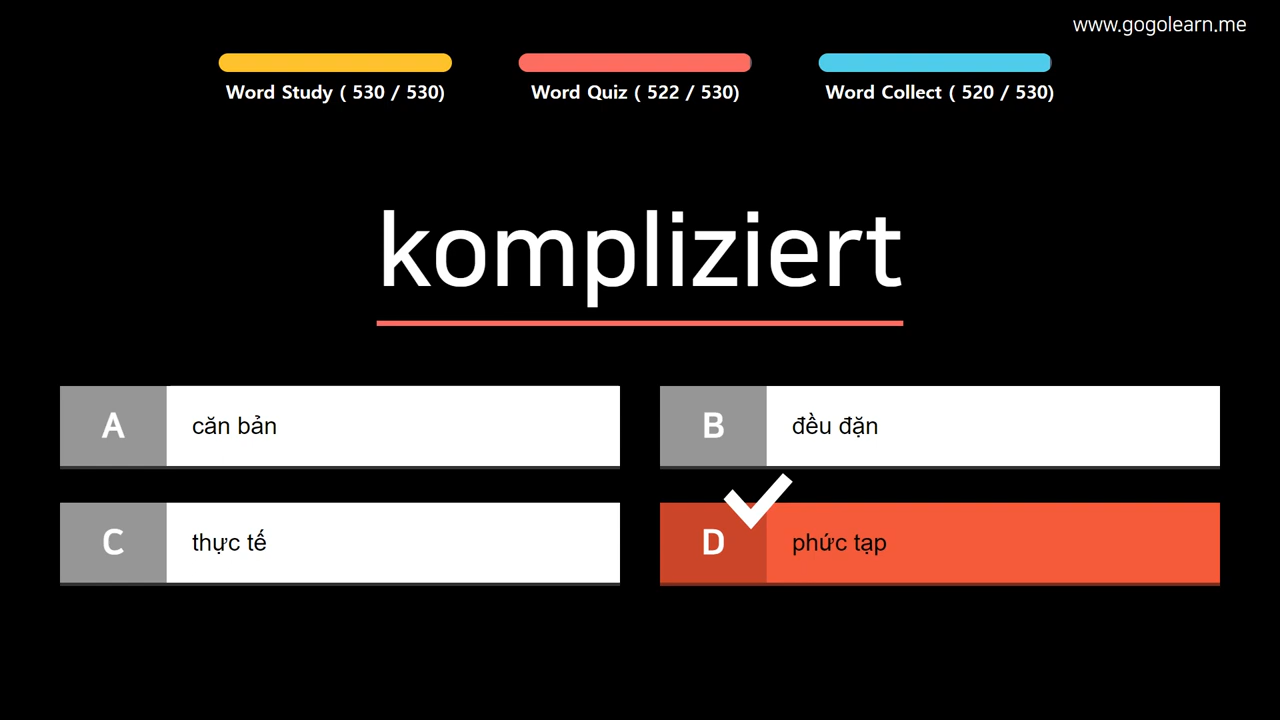 www.gogolearn.me
Word Study ( 530 / 530)
Word Quiz ( 522 / 530)
Word Collect ( 520 / 530)
kompliziert
A
căn bản
B
đều đặn
C
thực tế
D
phức tạp